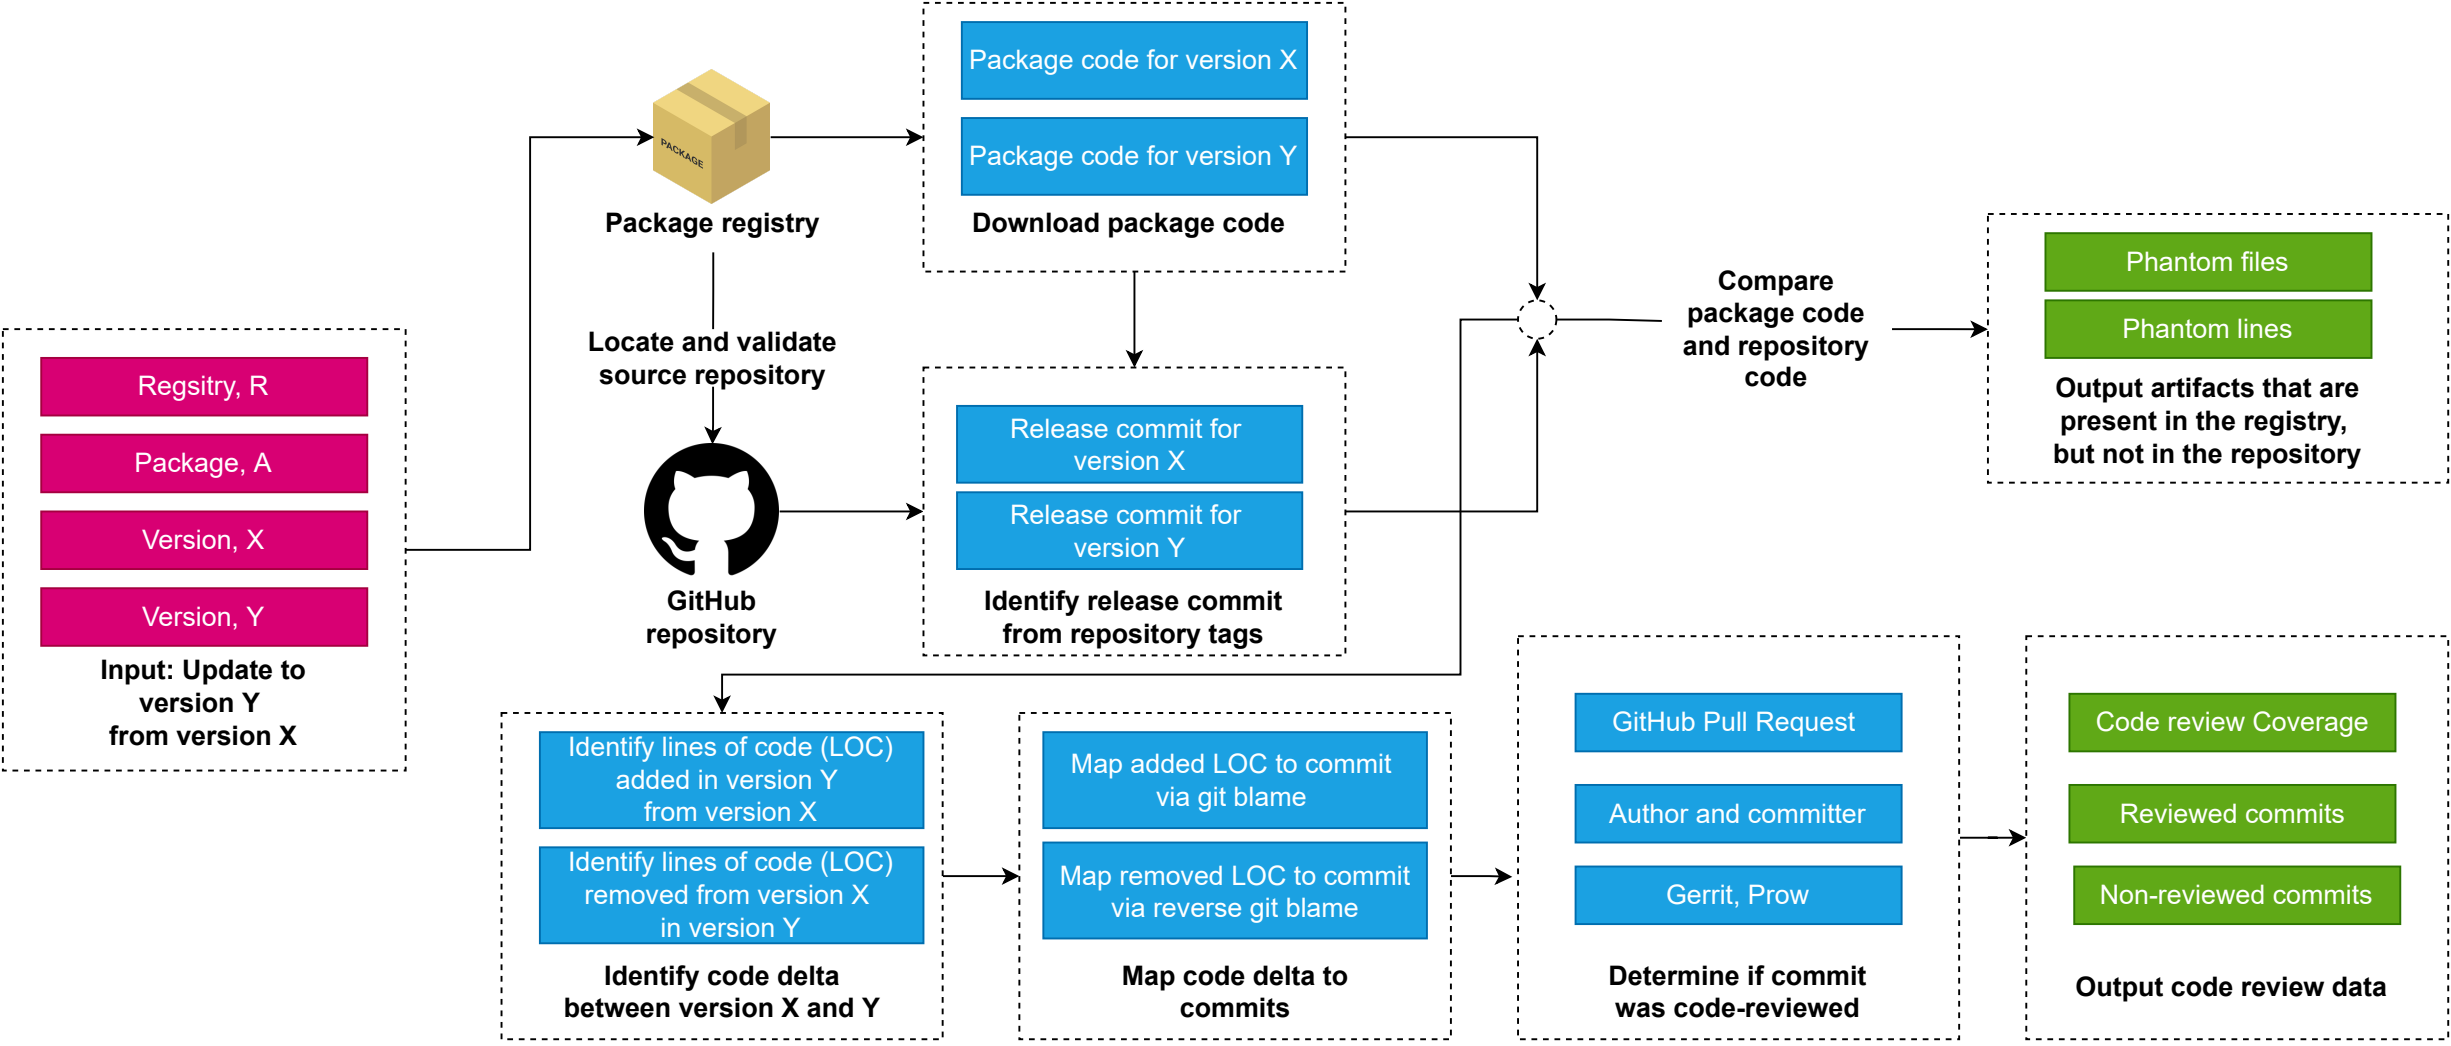 Package code for version X
Package code for version Y
Download package code
PACKAGE
Package registry
Locate and validate
source repository
GitHub
repository
Regsitry, R
Package, A
Version, X
Version, Y
Input: Update to
version Y
from version X
Release commit for
version X
Release commit for
version Y
Identify release commit
from repository tags
Compare
package code
and repository
code
Phantom files
Phantom lines
Output artifacts that are
present in the registry,
but not in the repository
Identify lines of code (LOC)
added in version Y
from version X
Identify lines of code (LOC)
removed from version X
in version Y
Identify code delta
between version X and Y
Map added LOC to commit
via git blame
Map removed LOC to commit
via reverse git blame
Map code delta to
commits
GitHub Pull Request
Author and committer
Gerrit, Prow
Determine if commit
was code-reviewed
Code review Coverage
Reviewed commits
Non-reviewed commits
Output code review data